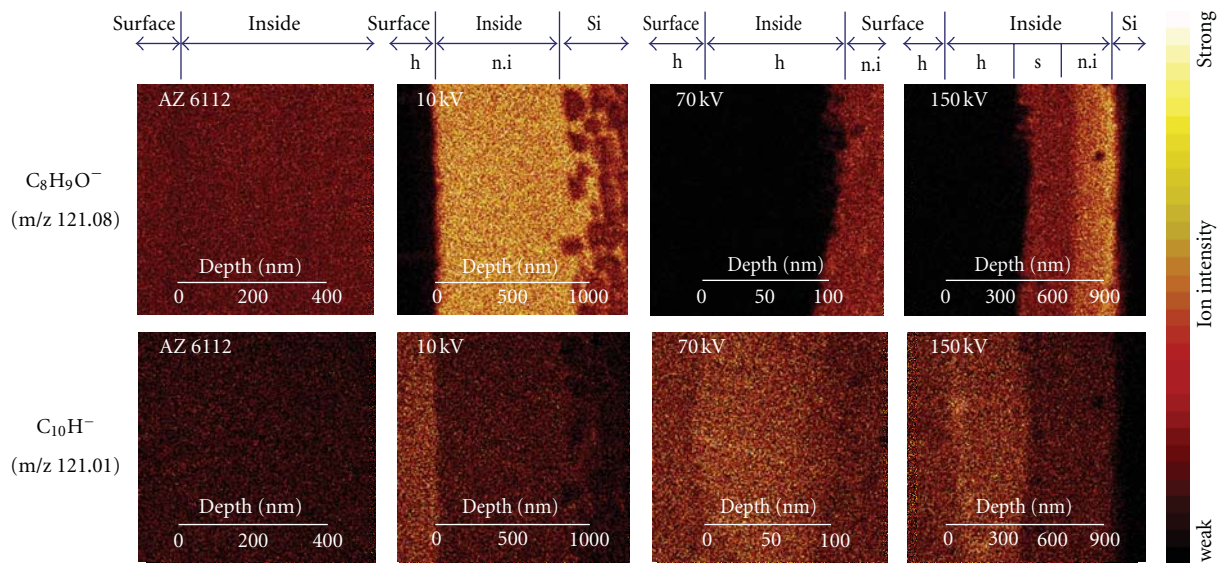 Surface Inside Surface Inside Si Surface Inside Surface Inside Si
h n.i h h n.i h h s n.i
AZ 6112 10 kV 70 kV 150 kV
C₈H₉O⁻
(m/z 121.08)
Depth (nm) Depth (nm) Depth (nm) Depth (nm)
0 200 400 0 500 1000 0 50 100 0 300 600 900
AZ 6112 10 kV 70 kV 150 kV
C₁₀H⁻
(m/z 121.01)
Depth (nm) Depth (nm) Depth (nm) Depth (nm)
0 200 400 0 500 1000 0 50 100 0 300 600 900
Strong
Ion intensity
weak